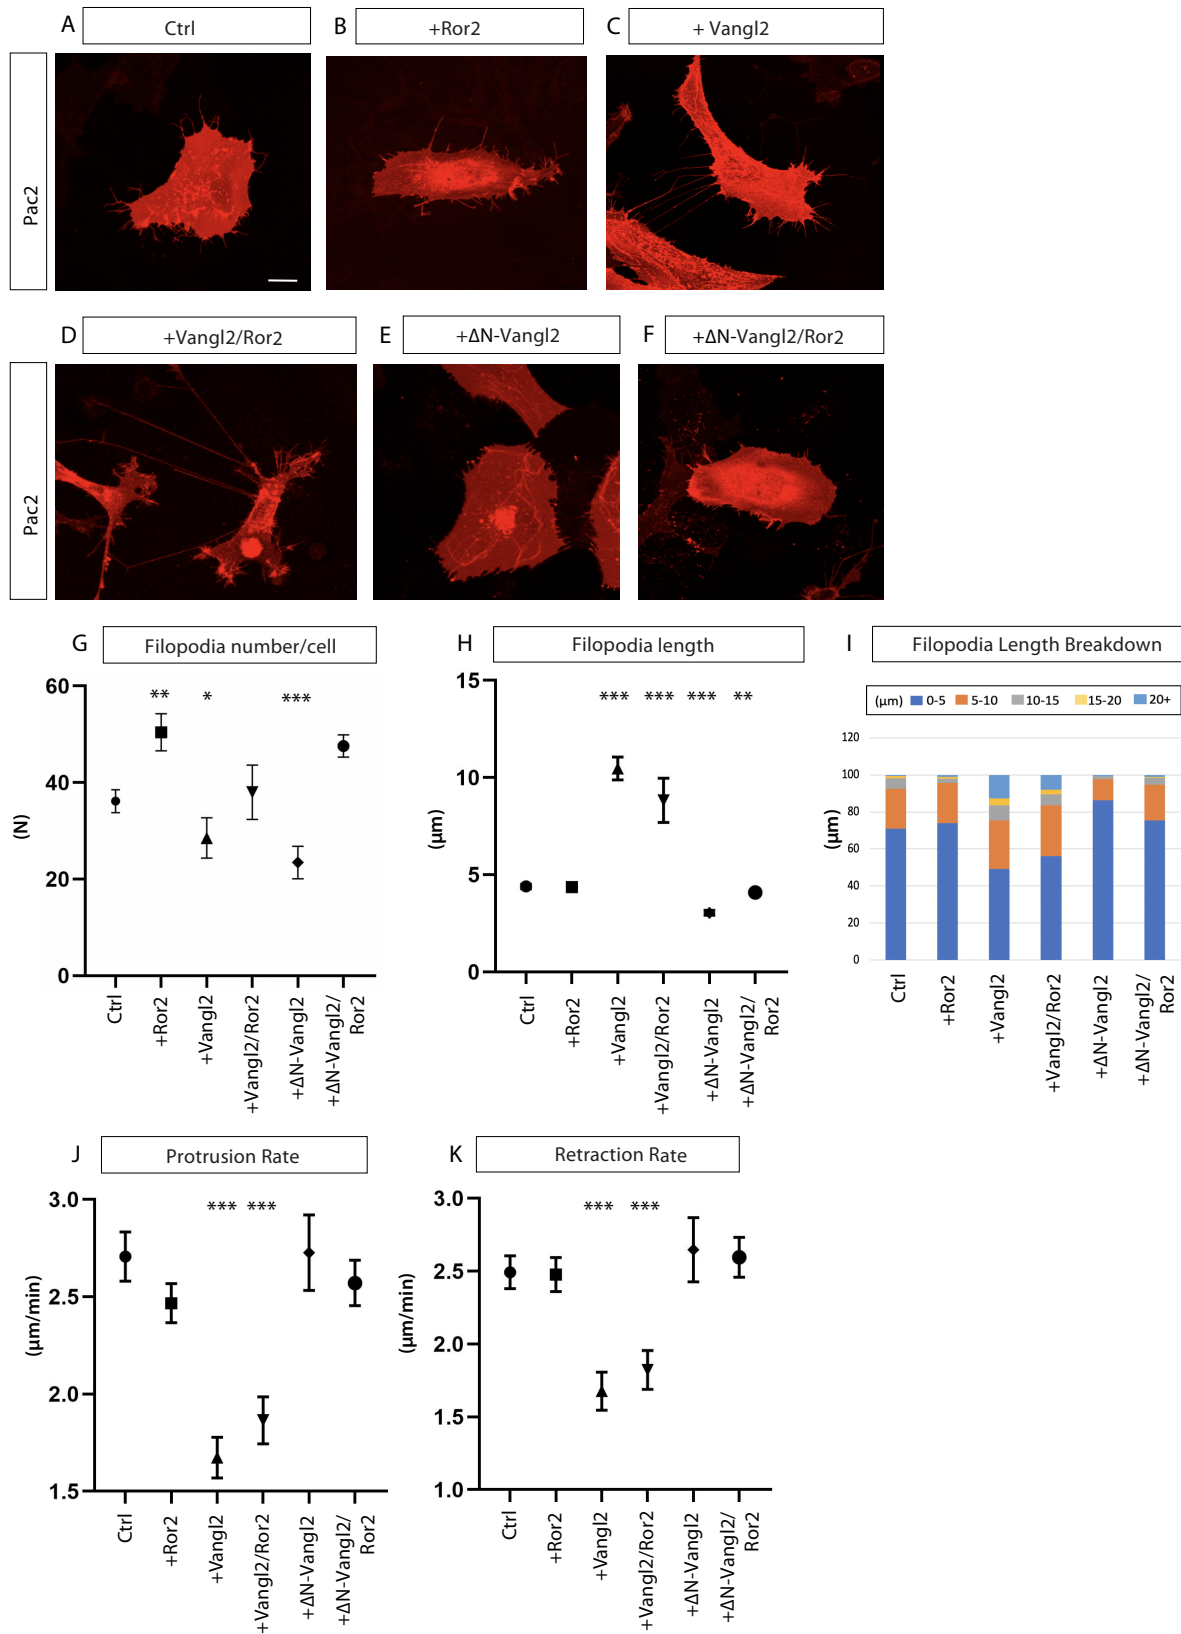 A
Ctrl
B
+Ror2
C
+ Vangl2
Pac2
D
+Vangl2/Ror2
E
+ΔN-Vangl2
F
+ΔN-Vangl2/Ror2
Pac2
G
Filopodia number/cell
(N)
60
40
20
0
**
*
***
Ctrl
+Ror2
+Vangl2
+Vangl2/Ror2
+ΔN-Vangl2
+ΔN-Vangl2/
Ror2
H
Filopodia length
(µm)
15
10
5
0
***
***
***
**
Ctrl
+Ror2
+Vangl2
+Vangl2/Ror2
+ΔN-Vangl2
+ΔN-Vangl2/
Ror2
I
Filopodia Length Breakdown
(µm) 0-5 5-10 10-15 15-20 20+
(µm)
120
100
80
60
40
20
0
Ctrl
+Ror2
+Vangl2
+Vangl2/Ror2
+ΔN-Vangl2
+ΔN-Vangl2/
Ror2
J
Protrusion Rate
(µm/min)
3.0
2.5
2.0
1.5
***
***
Ctrl
+Ror2
+Vangl2
+Vangl2/Ror2
+ΔN-Vangl2
+ΔN-Vangl2/
Ror2
K
Retraction Rate
(µm/min)
3.0
2.5
2.0
1.5
1.0
***
***
Ctrl
+Ror2
+Vangl2
+Vangl2/Ror2
+ΔN-Vangl2
+ΔN-Vangl2/
Ror2